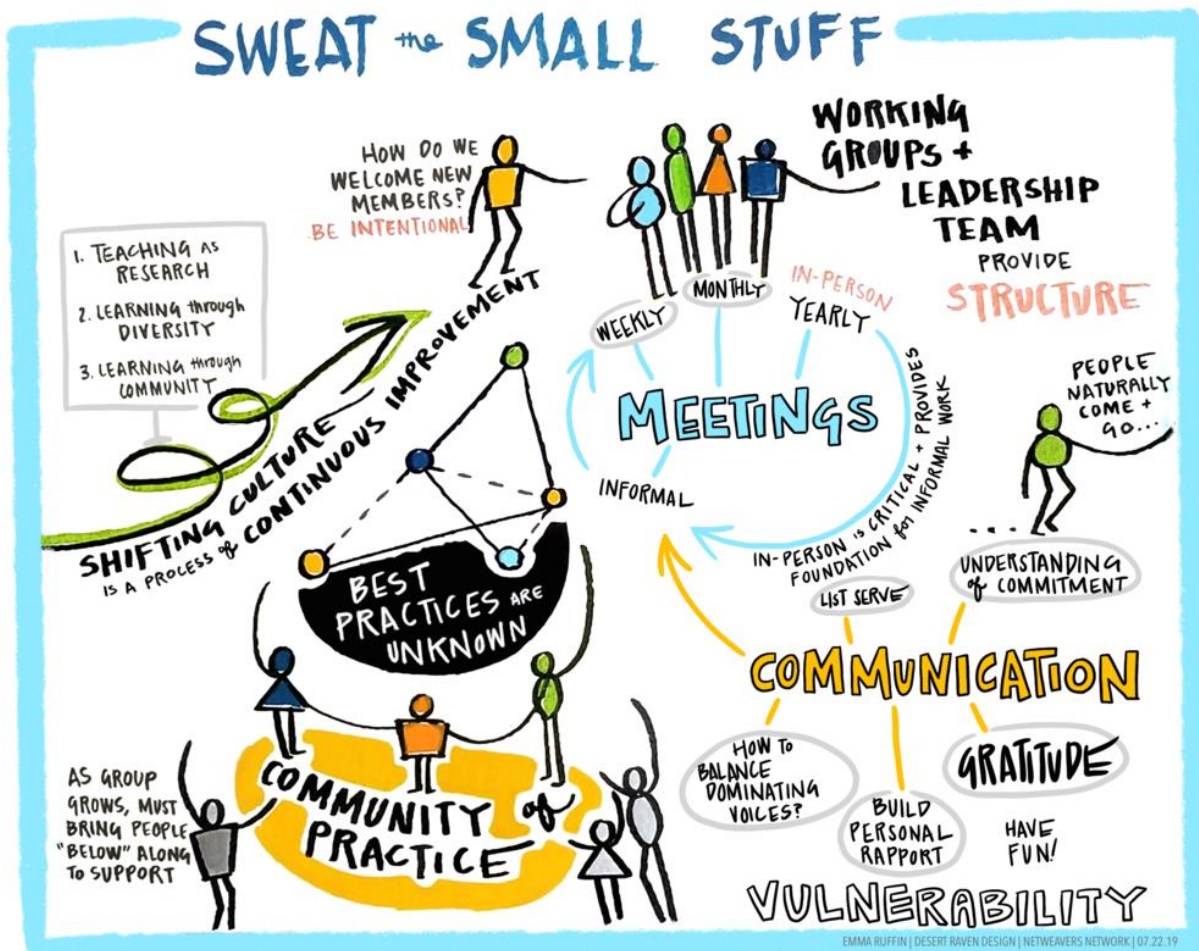 SWEAT the SMALL STUFF
HOW DO WE
WELCOME NEW
MEMBERS?
BE INTENTIONAL
WORKING
GROUPS +
LEADERSHIP
TEAM
PROVIDE
STRUCTURE
1. TEACHING AS
RESEARCH
2. LEARNING through
DIVERSITY
3. LEARNING through
COMMUNITY
SHIFTING CULTURE
IS A PROCESS of CONTINUOUS IMPROVEMENT
WEEKLY
MONTHLY
IN-PERSON
YEARLY
MEETINGS
INFORMAL
IN-PERSON IS CRITICAL + PROVIDES
FOUNDATION for INFORMAL WORK
PEOPLE
NATURALLY
COME +
GO...
...
BEST
PRACTICES ARE
UNKNOWN
LIST SERVE
UNDERSTANDING
of COMMITMENT
COMMUNICATION
HOW TO
BALANCE
DOMINATING
VOICES?
BUILD
PERSONAL
RAPPORT
GRATITUDE
HAVE
FUN!
VULNERABILITY
AS GROUP
GROWS, MUST
BRING PEOPLE
"BELOW" ALONG
TO SUPPORT
COMMUNITY of
PRACTICE
EMMA RUFFIN | DESERT RAVEN DESIGN | NETWEAVERS NETWORK | 07.22.19